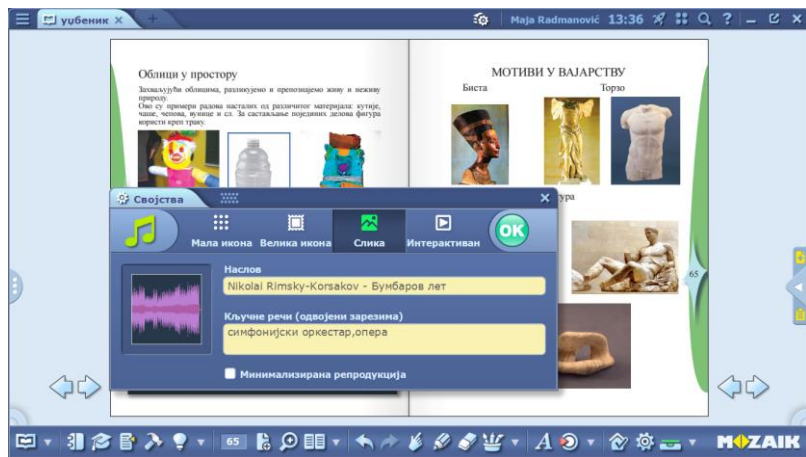 уџбеник
Maja Radmanović 13:36
Облици у простору
Захваљујући облицима, разликујемо и препознајемо живу и неживу
природу.
Ово су примери радова насталих од различитог материјала: кутије,
чаше, чепова, вунице и сл. За састављање појединих делова фигура
користи креп траку.
МОТИВИ У ВАЈАРСТВУ
Биста
Торзо
ура
65
Својства
Мала икона
Велика икона
Слика
Интерактиван
OK
Наслов
Nikolai Rimsky-Korsakov - Бумбаров лет
Кључне речи (одвојени зарезима)
симфонијски оркестар,опера
Минимализирана репродукција
65
MOZAIK